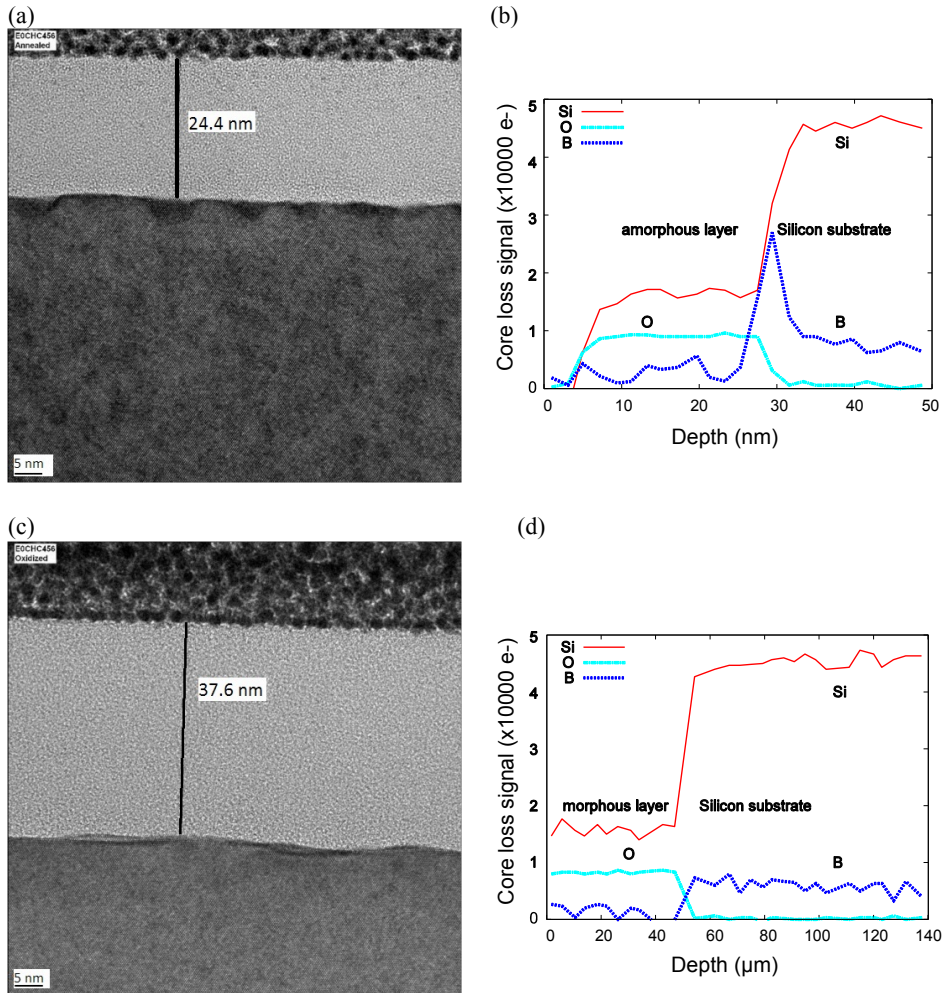 (a)
E0CHC456
Annealed
24.4 nm
5 nm
(b)
Core loss signal (x10000 e-)
5
4
3
2
1
0
Si
O
B
Si
amorphous layer
Silicon substrate
O
B
0
10
20
30
40
50
Depth (nm)
(c)
E0CHC456
Oxidized
37.6 nm
5 nm
(d)
Core loss signal (x10000 e-)
5
4
3
2
1
0
Si
O
B
Si
morphous layer
Silicon substrate
O
B
0
20
40
60
80
100
120
140
Depth (μm)